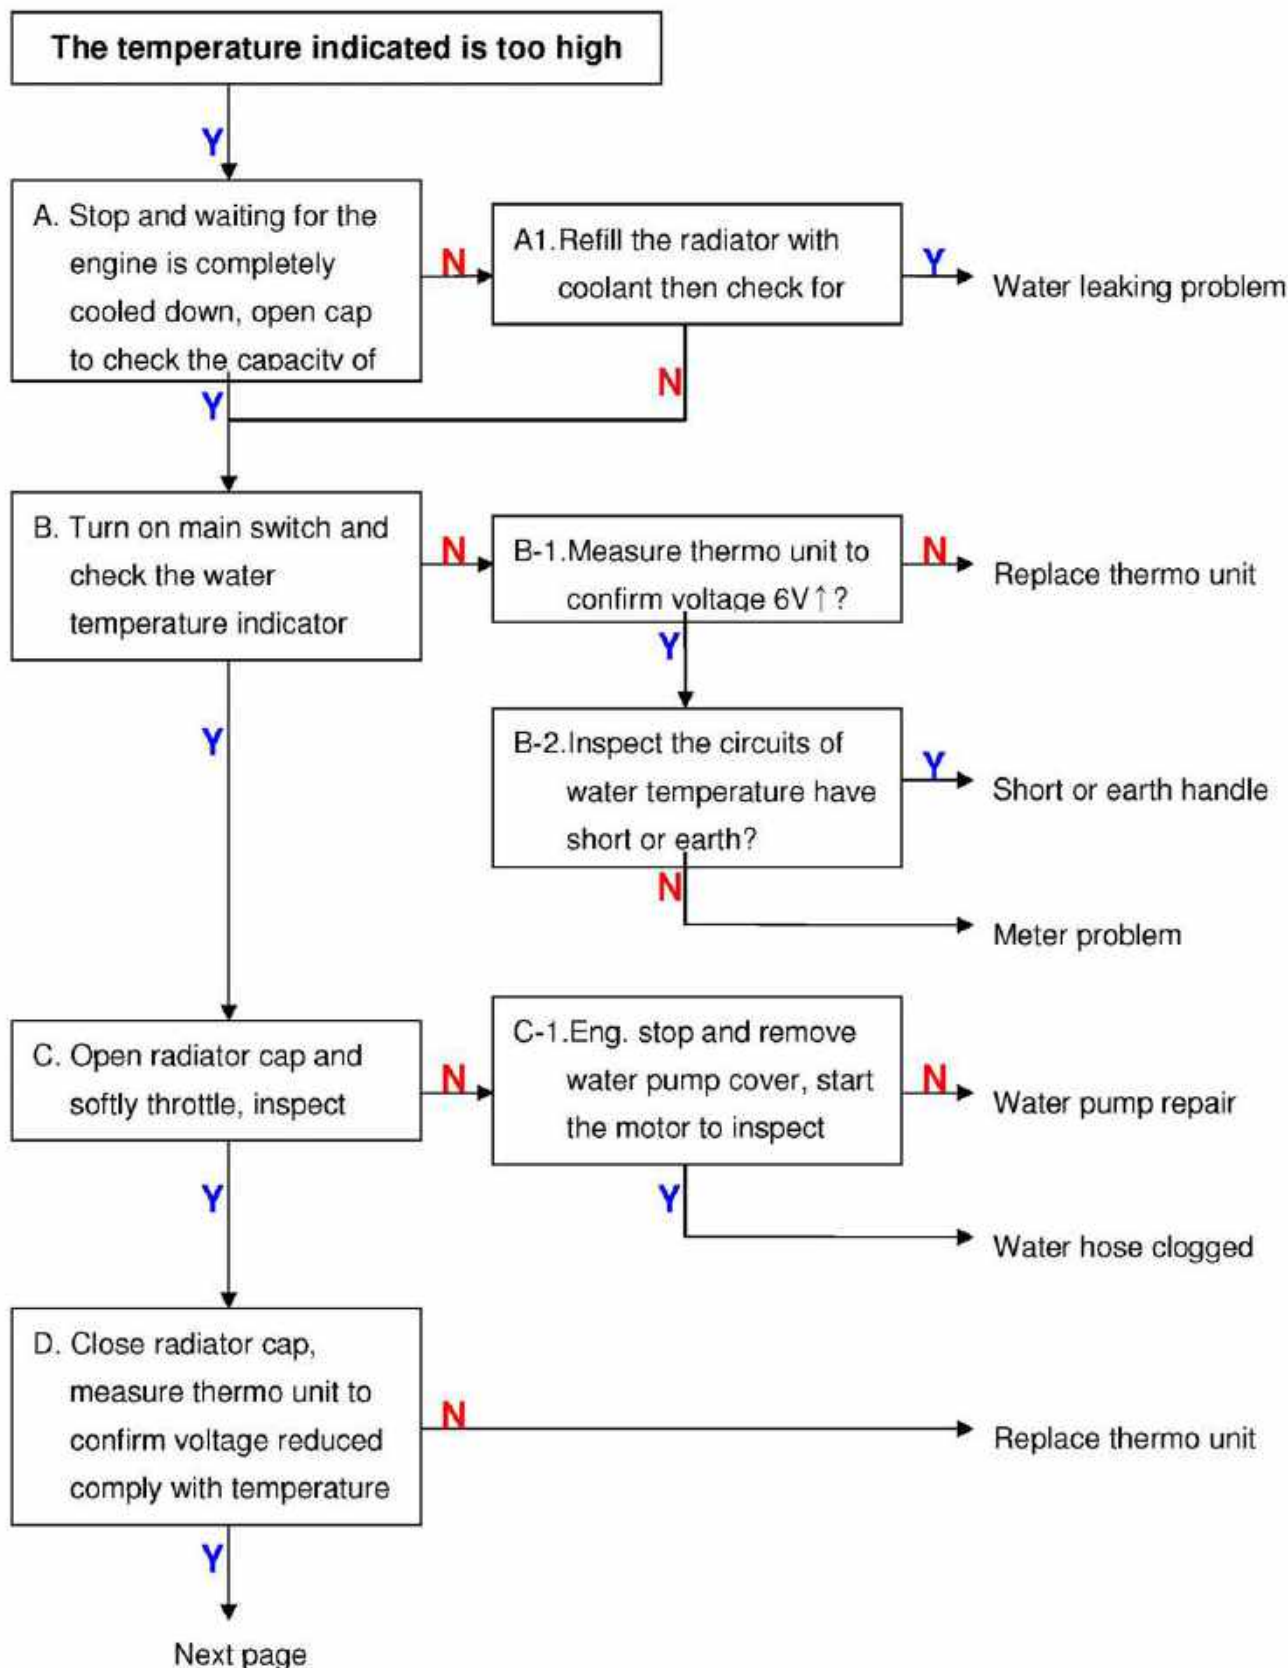 The temperature indicated is too high
Y
A. Stop and waiting for the
engine is completely
cooled down, open cap
to check the capacity of
N
A1.Refill the radiator with
coolant then check for
Y
Water leaking problem
N
Y
B. Turn on main switch and
check the water
temperature indicator
N
B-1.Measure thermo unit to
confirm voltage 6V↑?
N
Replace thermo unit
Y
B-2.Inspect the circuits of
water temperature have
short or earth?
Y
Short or earth handle
N
Meter problem
Y
C. Open radiator cap and
softly throttle, inspect
N
C-1.Eng. stop and remove
water pump cover, start
the motor to inspect
N
Water pump repair
Y
Water hose clogged
Y
D. Close radiator cap,
measure thermo unit to
confirm voltage reduced
comply with temperature
N
Replace thermo unit
Y
Next page